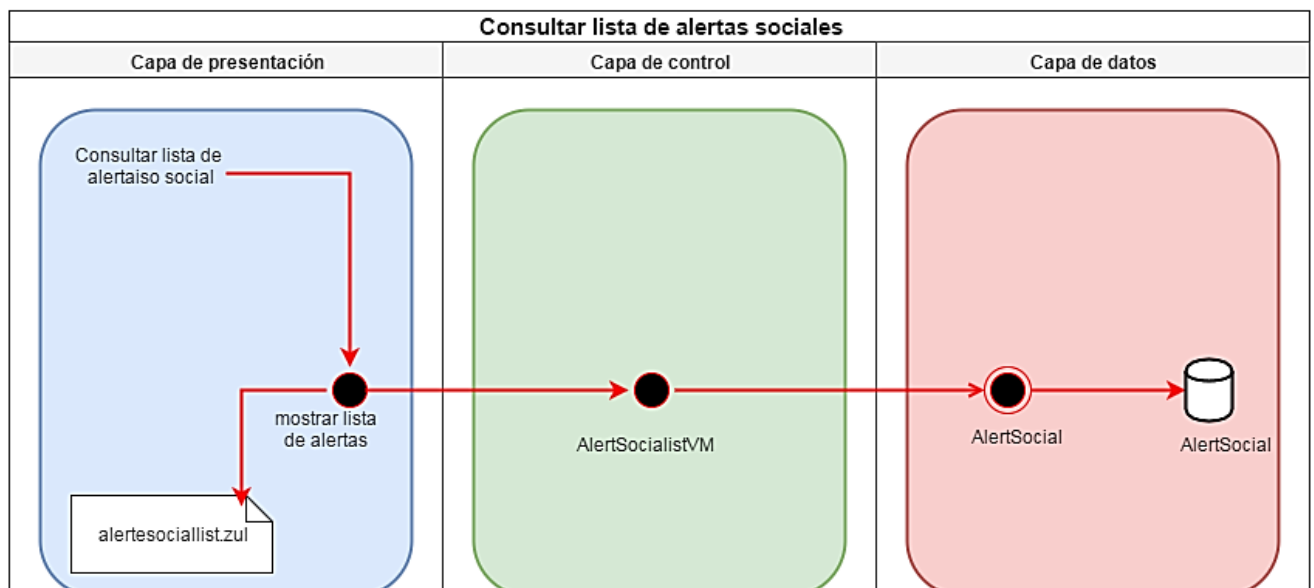 Consultar lista de alertas sociales
Capa de presentación
Capa de control
Capa de datos
Consultar lista de
alertaiso social
mostrar lista
de alertas
AlertSocialistVM
AlertSocial
AlertSocial
alertesociallist.zul